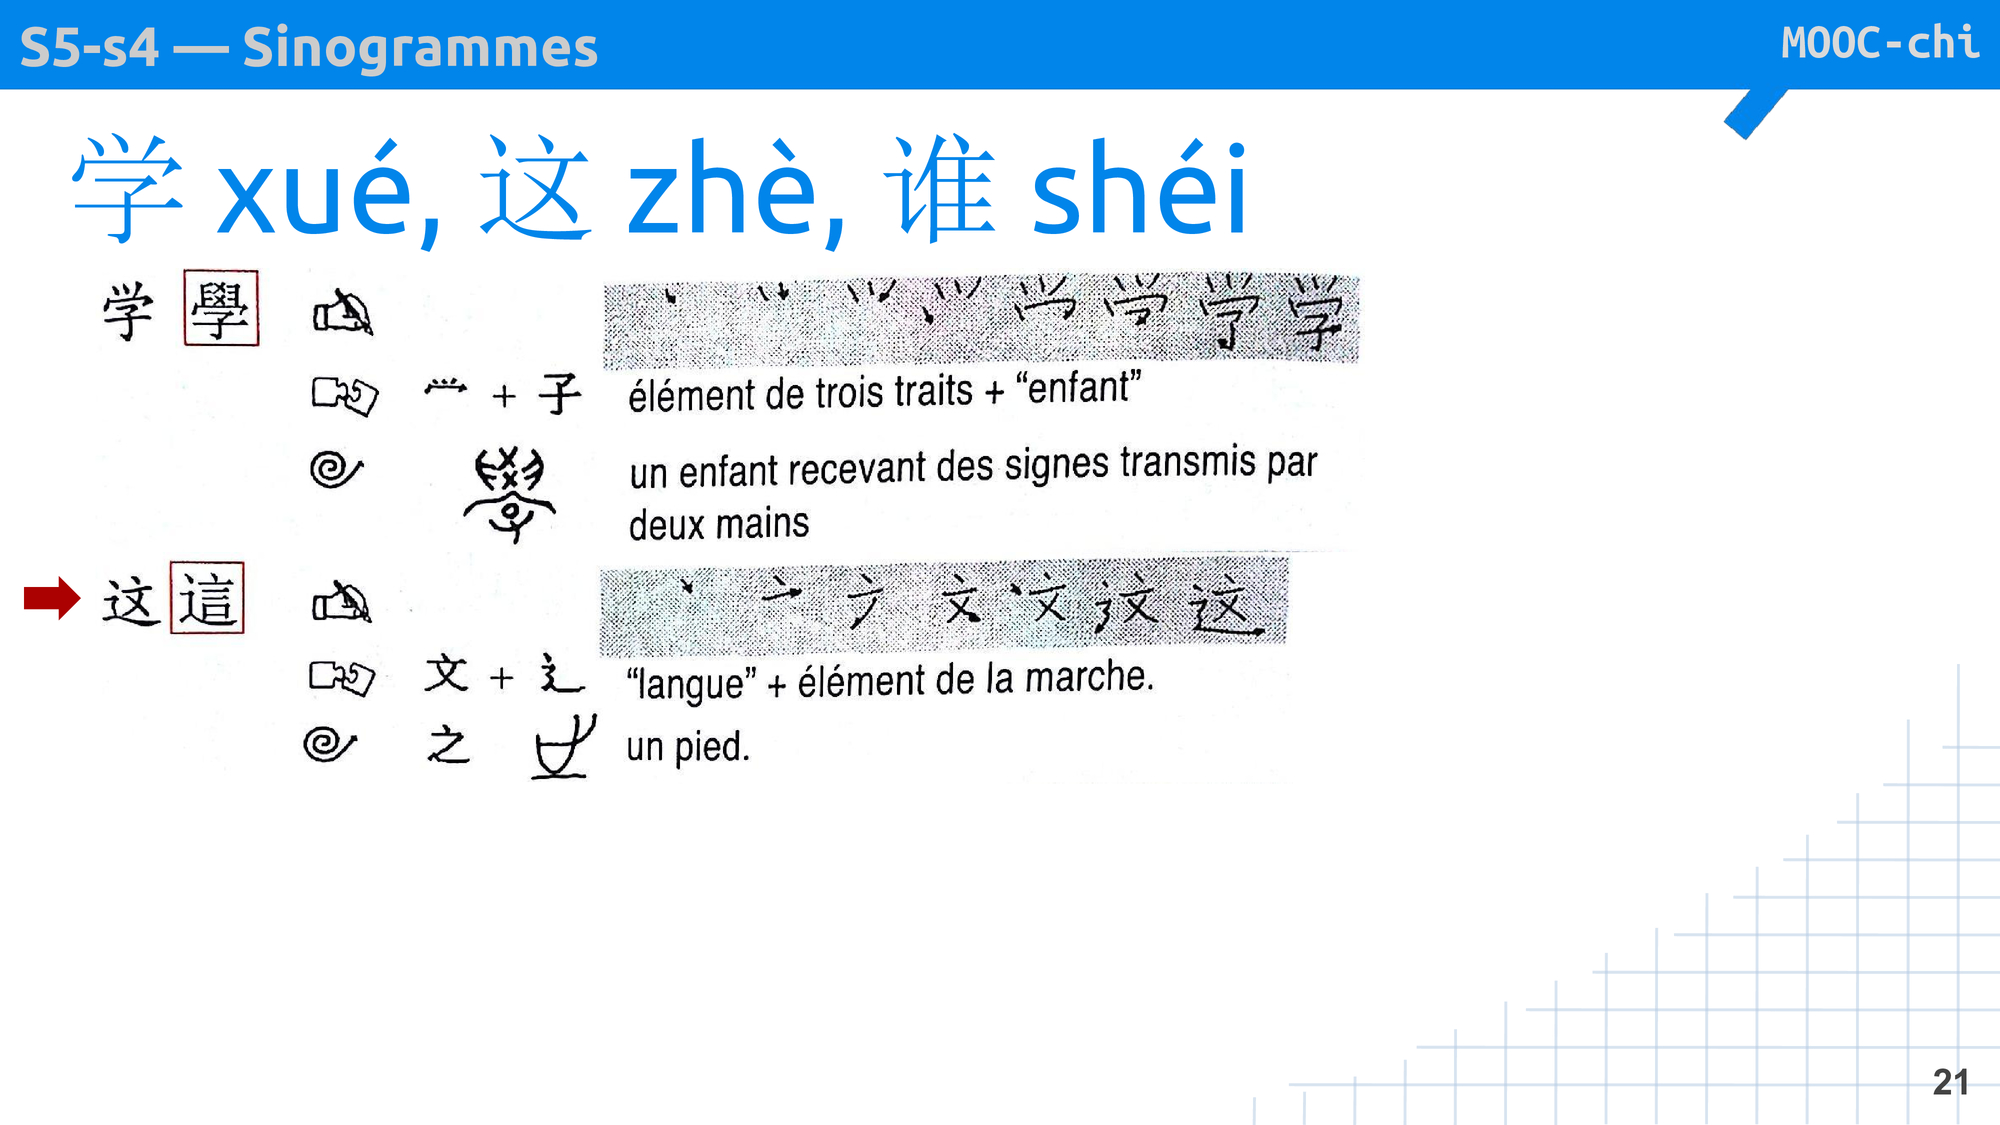 S5-s4 — Sinogrammes
MOOC-chi
学 xué, 这 zhè, 谁 shéi
学 學
⺍ + 子 élément de trois traits + “enfant”
un enfant recevant des signes transmis par
deux mains
这 這
文 + 辶 “langue” + élément de la marche.
之 un pied.
21